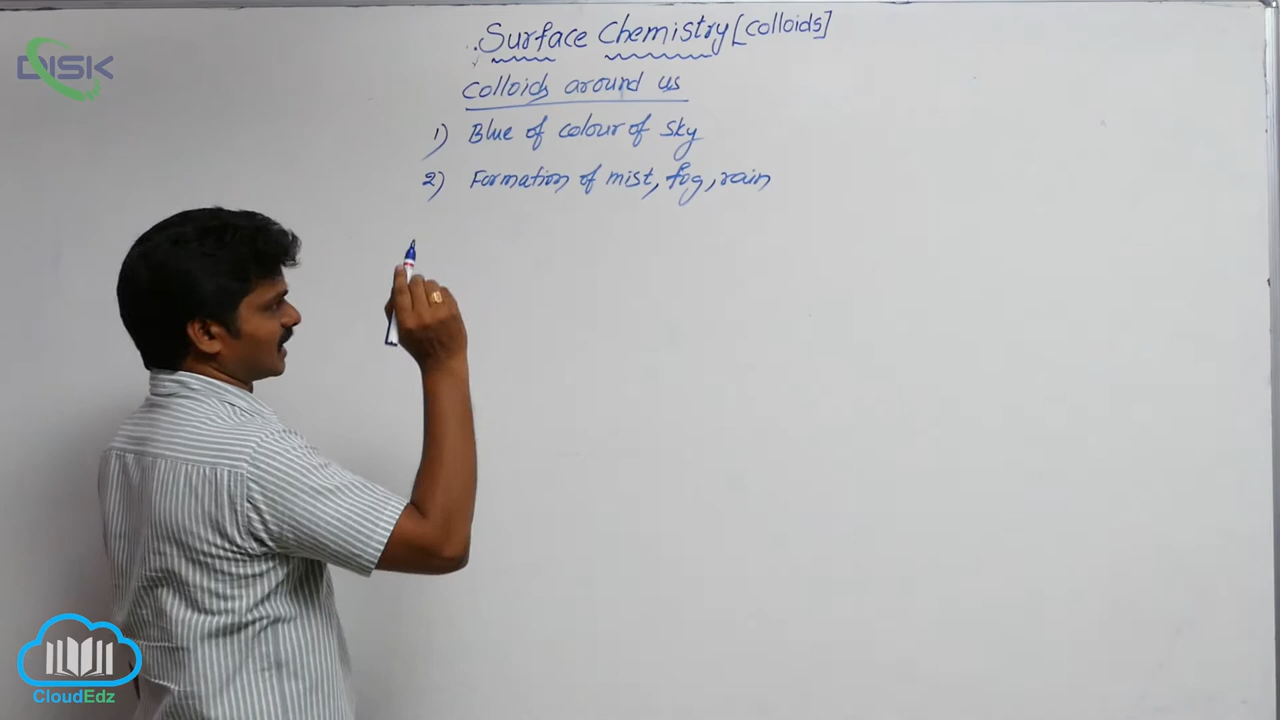 DISK
Surface Chemistry [Colloids]
Colloids around us
1) Blue of colour of sky
2) Formation of mist, fog, rain
CloudEdz